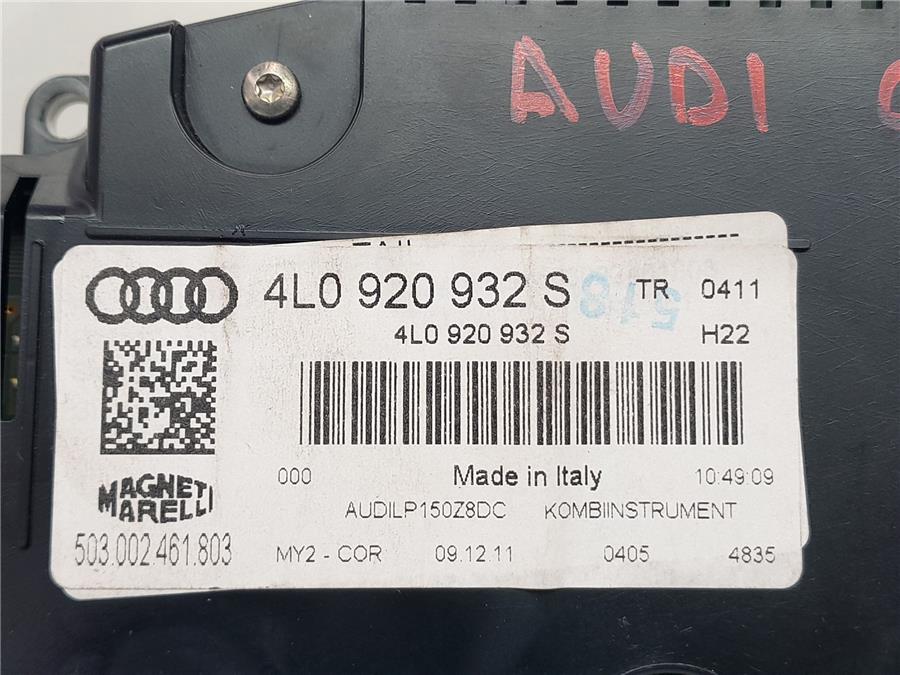 AUDI
4L0 920 932 S TR 0411
518
4L0 920 932 S H22
000 Made in Italy 10:49:09
MAGNETI
MARELLI
AUDILP150Z8DC KOMBIINSTRUMENT
503.002.461.803
MY2 - COR 09.12.11 0405 4835